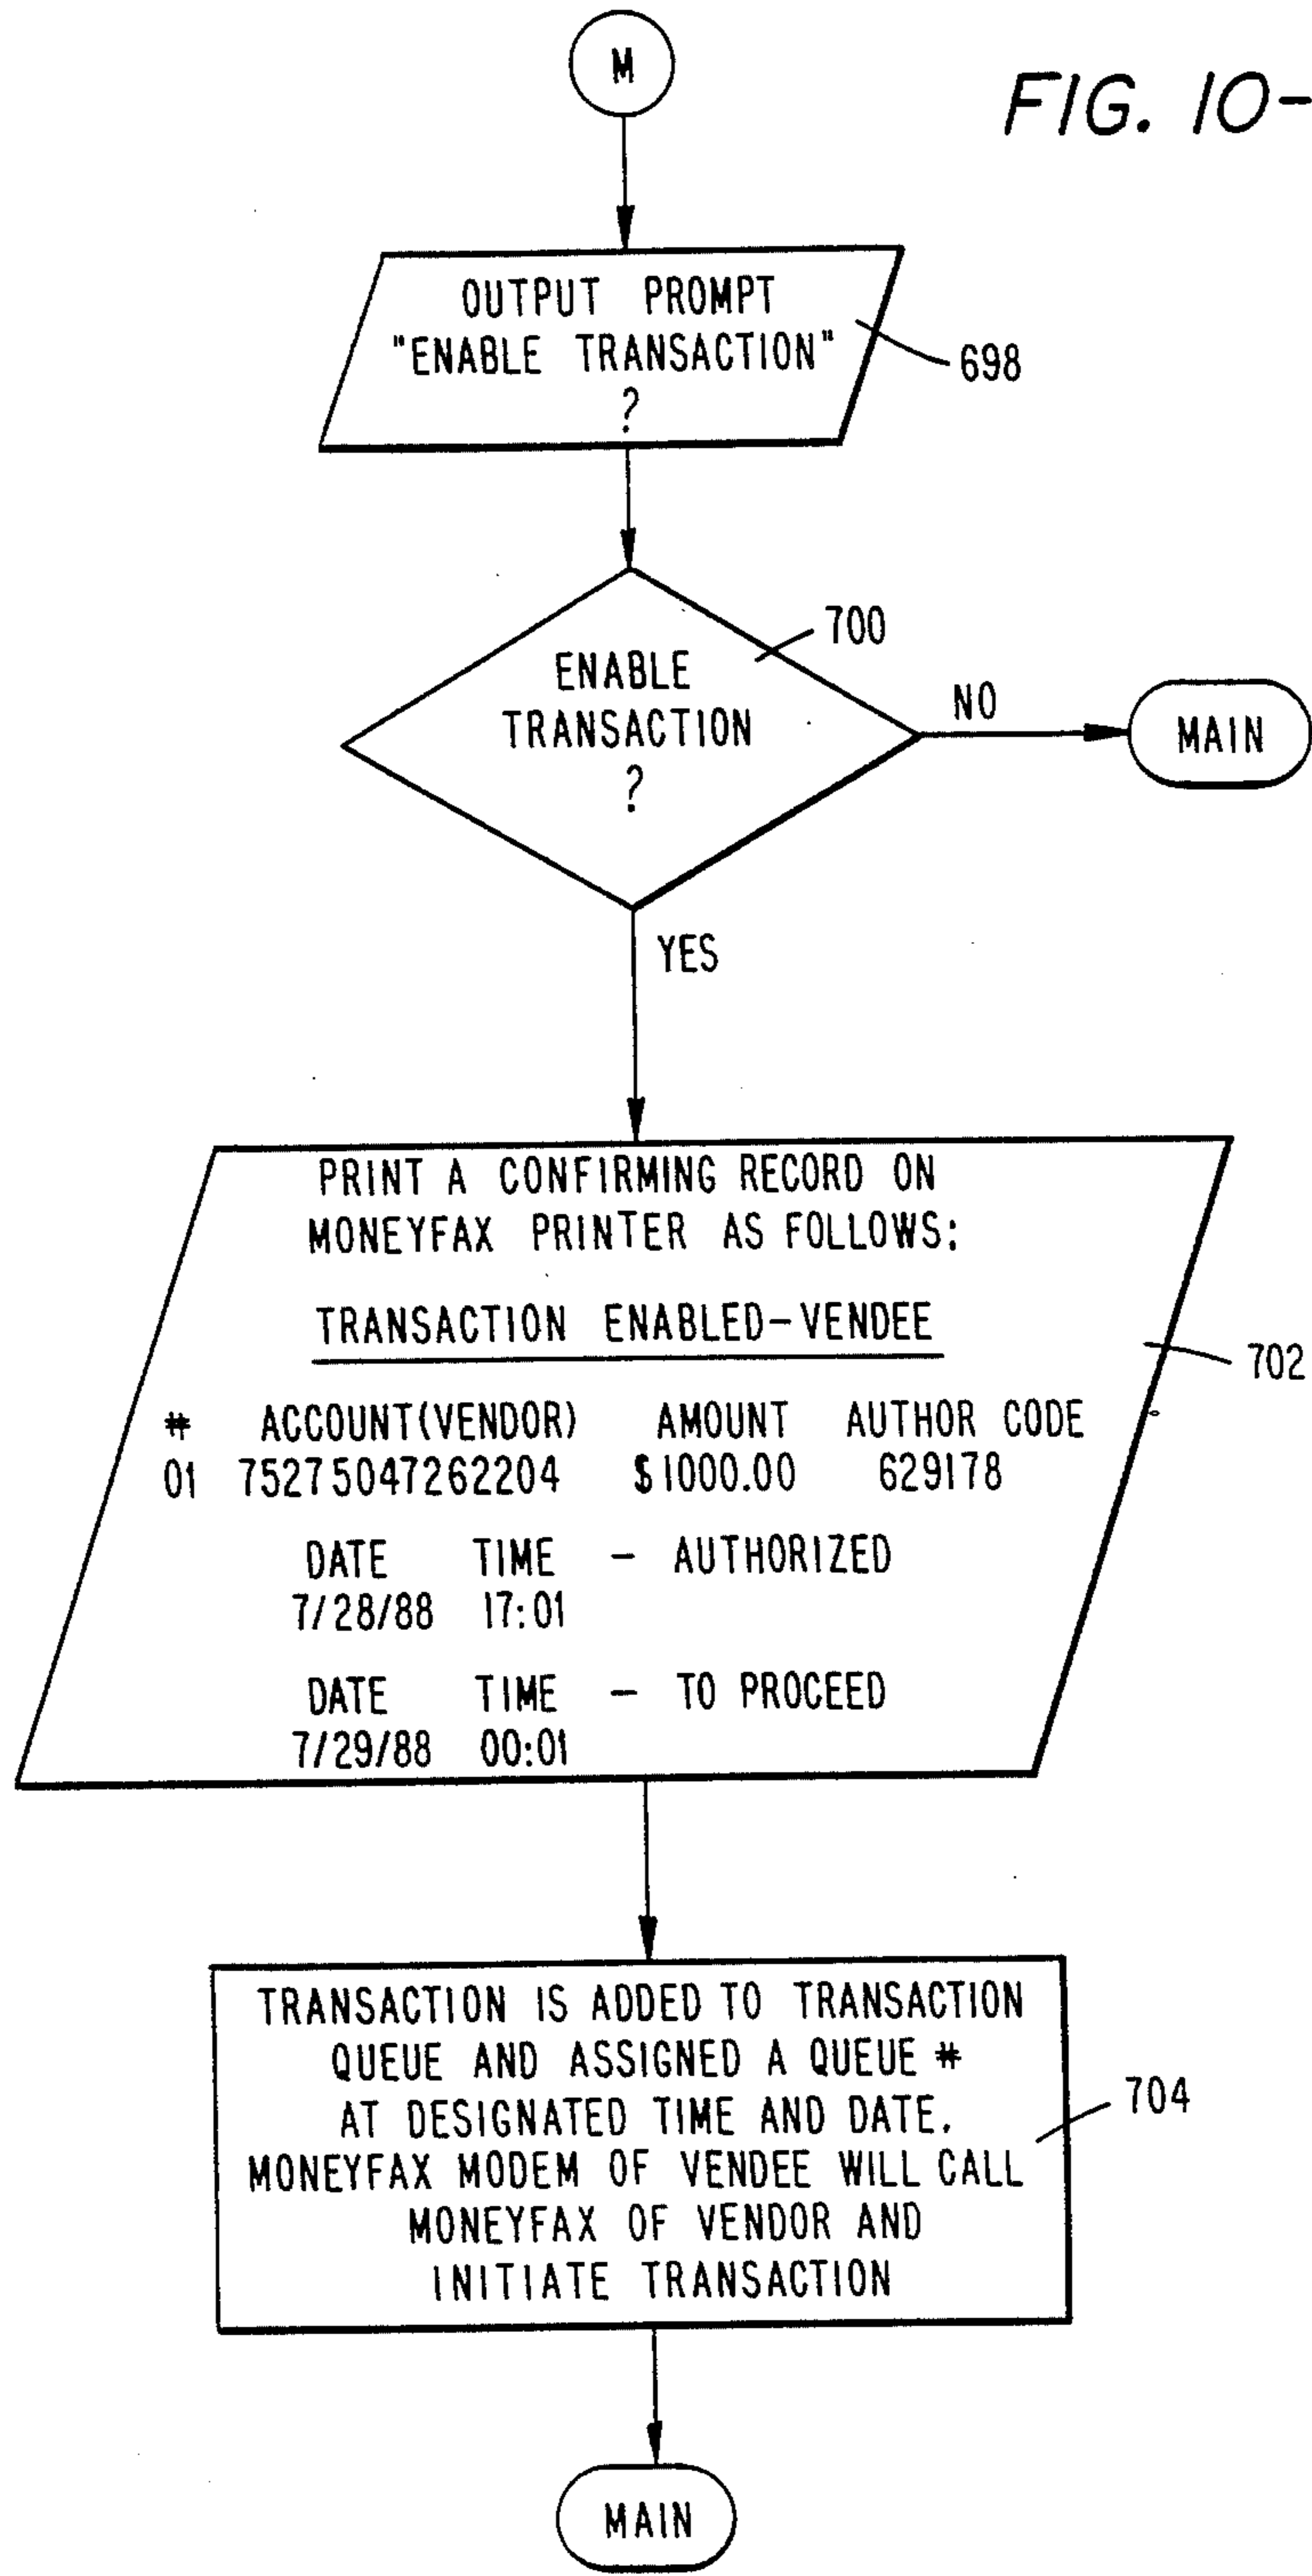 M
FIG. 10-
OUTPUT PROMPT
"ENABLE TRANSACTION"
?
698
700
ENABLE
TRANSACTION
?
NO
MAIN
YES
PRINT A CONFIRMING RECORD ON
MONEYFAX PRINTER AS FOLLOWS:
TRANSACTION ENABLED-VENDEE
702
# ACCOUNT(VENDOR) AMOUNT AUTHOR CODE
01 75275047262204 $1000.00 629178
DATE TIME - AUTHORIZED
7/28/88 17:01
DATE TIME - TO PROCEED
7/29/88 00:01
TRANSACTION IS ADDED TO TRANSACTION
QUEUE AND ASSIGNED A QUEUE #
AT DESIGNATED TIME AND DATE.
MONEYFAX MODEM OF VENDEE WILL CALL
MONEYFAX OF VENDOR AND
INITIATE TRANSACTION
704
MAIN